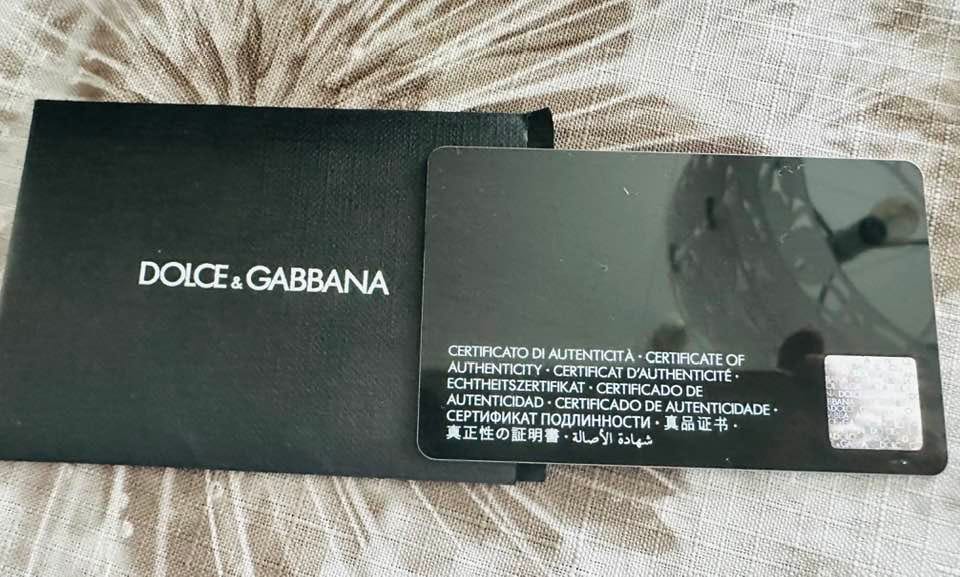 DOLCE & GABBANA
CERTIFICATO DI AUTENTICITÀ · CERTIFICATE OF
AUTHENTICITY · CERTIFICAT D'AUTHENTICITÉ ·
ECHTHEITSZERTIFIKAT · CERTIFICADO DE
AUTENTICIDAD · CERTIFICADO DE AUTENTICIDADE ·
СЕРТИФИКАТ ПОДЛИННОСТИ · 真品证书 ·
真正性の証明書 · شهادة الأصالة